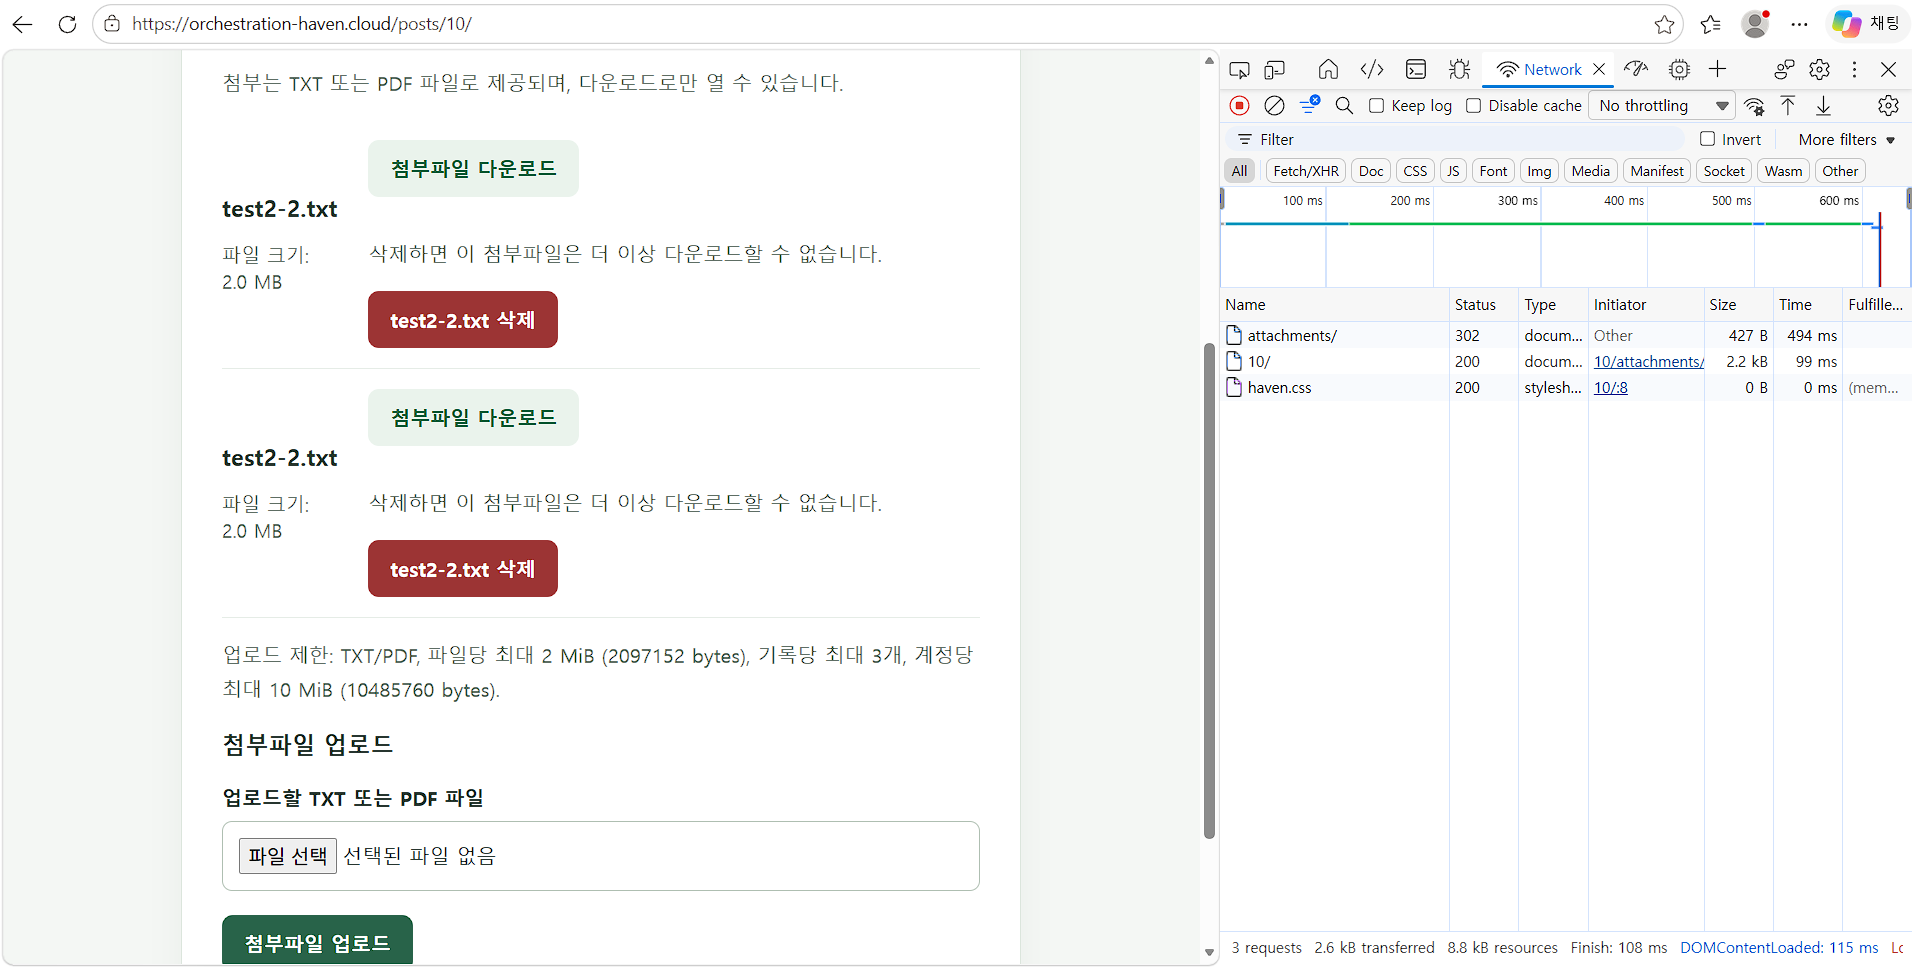 https://orchestration-haven.cloud/posts/10/
채팅
첨부는 TXT 또는 PDF 파일로 제공되며, 다운로드로만 열 수 있습니다.
첨부파일 다운로드
test2-2.txt
파일 크기:
2.0 MB
삭제하면 이 첨부파일은 더 이상 다운로드할 수 없습니다.
test2-2.txt 삭제
첨부파일 다운로드
test2-2.txt
파일 크기:
2.0 MB
삭제하면 이 첨부파일은 더 이상 다운로드할 수 없습니다.
test2-2.txt 삭제
업로드 제한: TXT/PDF, 파일당 최대 2 MiB (2097152 bytes), 기록당 최대 3개, 계정당
최대 10 MiB (10485760 bytes).
첨부파일 업로드
업로드할 TXT 또는 PDF 파일
파일 선택 선택된 파일 없음
첨부파일 업로드
Network
Keep log Disable cache No throttling
Filter Invert More filters
All Fetch/XHR Doc CSS JS Font Img Media Manifest Socket Wasm Other
100 ms 200 ms 300 ms 400 ms 500 ms 600 ms
Name Status Type Initiator Size Time Fulfille...
attachments/ 302 docum... Other 427 B 494 ms
10/ 200 docum... 10/attachments/ 2.2 kB 99 ms
haven.css 200 stylesh... 10/:8 0 B 0 ms (mem...
3 requests 2.6 kB transferred 8.8 kB resources Finish: 108 ms DOMContentLoaded: 115 ms Lo